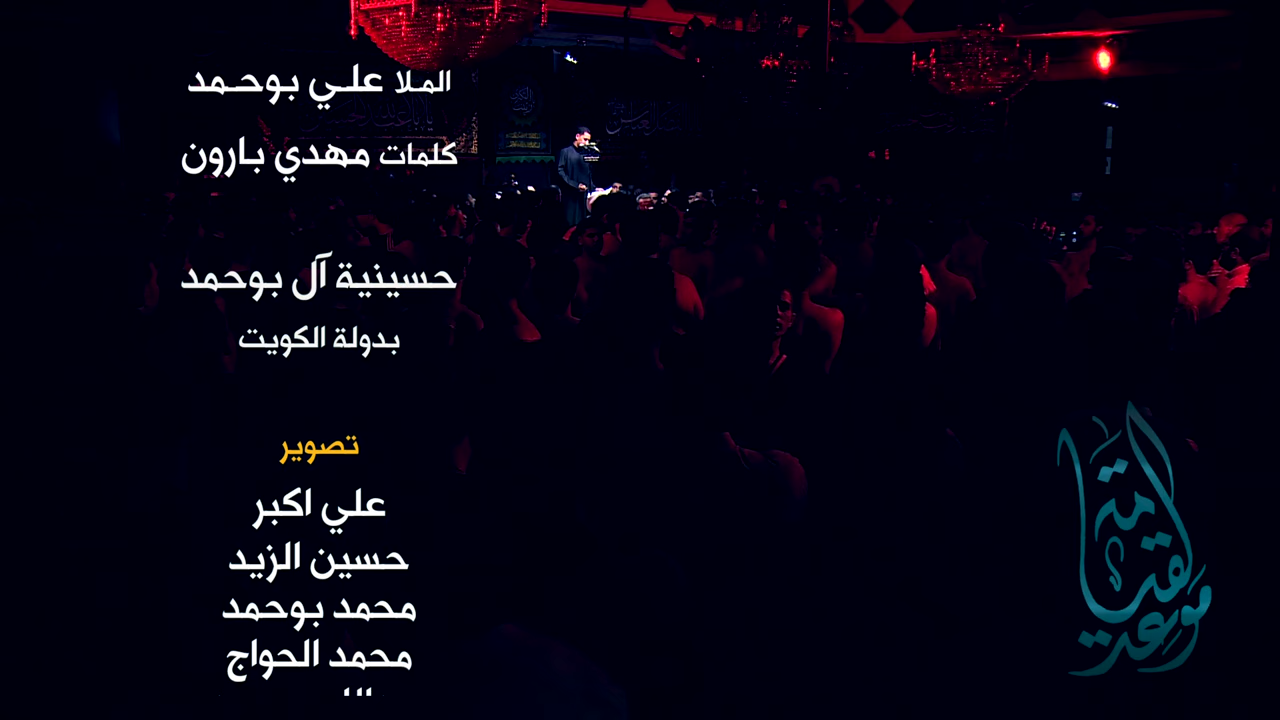 الملا علي بوحمد
كلمات مهدي بارون
حسينية آل بوحمد
بدولة الكويت
تصوير
علي اكبر
حسين الزيد
محمد بوحمد
محمد الحواج
موعد القيامة